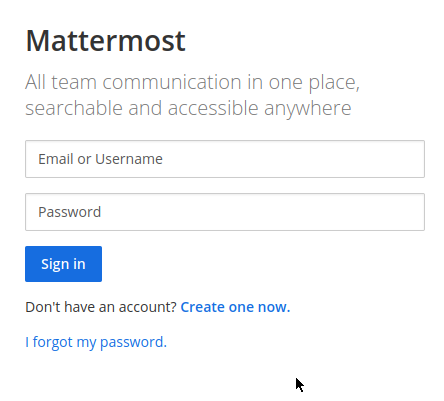 Mattermost
All team communication in one place,
searchable and accessible anywhere
Email or Username
Password
Sign in
Don't have an account? Create one now.
I forgot my password.